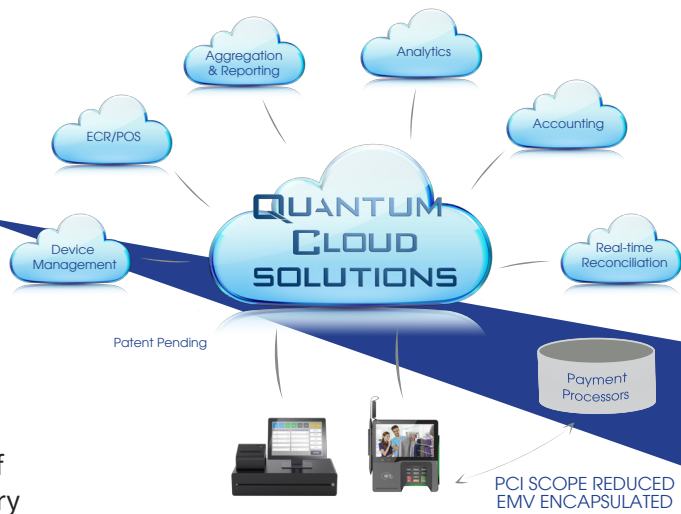 Aggregation
& Reporting
Analytics
ECR/POS
Accounting
QUANTUM
CLOUD
SOLUTIONS
Device
Management
Real-time
Reconciliation
Patent Pending
Payment
Processors
f
ry
PCI SCOPE REDUCED
EMV ENCAPSULATED